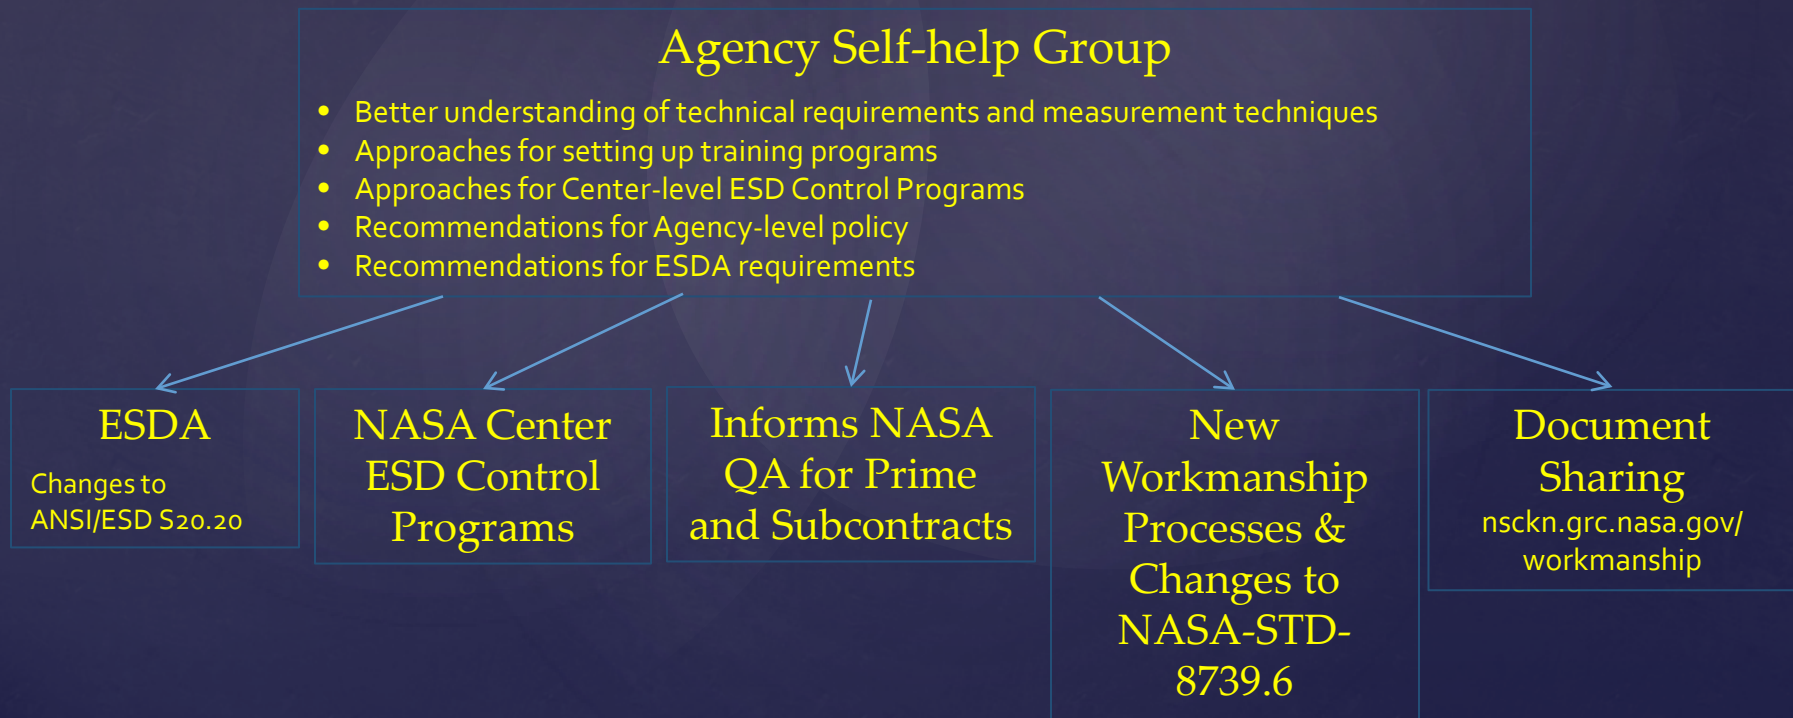 Agency Self-help Group
• Better understanding of technical requirements and measurement techniques
• Approaches for setting up training programs
• Approaches for Center-level ESD Control Programs
• Recommendations for Agency-level policy
• Recommendations for ESDA requirements
ESDA
Changes to
ANSI/ESD S20.20
NASA Center
ESD Control
Programs
Informs NASA
QA for Prime
and Subcontracts
New
Workmanship
Processes &
Changes to
NASA-STD-
8739.6
Document
Sharing
nsckn.grc.nasa.gov/
workmanship